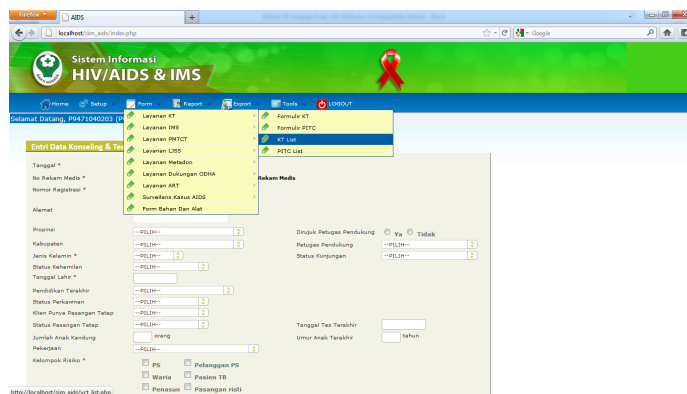 Firefox
AIDS
localhost/sim_aids/index.php
Google
Sistem Informasi
HIV/AIDS & IMS
Home Setup Form Report Export Tools LOGOUT
Selamat Datang, P9471040203 (P
Layanan KT
Formulir KT
Layanan IMS
Formulir PITC
Layanan PMTCT
KT List
Entri Data Konseling & Tes
Layanan LJSS
PITC List
Layanan Metadon
Tanggal *
Layanan Dukungan ODHA
No Rekam Medis *
Rekam Medis
Layanan ART
Nomor Registrasi *
Surveilans Kasus AIDS
Form Bahan Dan Alat
Alamat
Propinsi --PILIH-- Dirujuk Petugas Pendukung Ya Tidak
Kabupaten --PILIH-- Petugas Pendukung --PILIH--
Jenis Kelamin * --PILIH-- Status Kunjungan --PILIH--
Status Kehamilan --PILIH--
Tanggal Lahir *
Pendidikan Terakhir --PILIH--
Status Perkawinan --PILIH--
Klien Punya Pasangan Tetap --PILIH--
Status Pasangan Tetap --PILIH-- Tanggal Tes Terakhir
Jumlah Anak Kandung orang Umur Anak Terakhir tahun
Pekerjaan --PILIH--
Kelompok Risiko * PS Pelanggan PS
Waria Pasien TB
Penasun Pasangan risti
http://localhost/sim_aids/vct_list.php